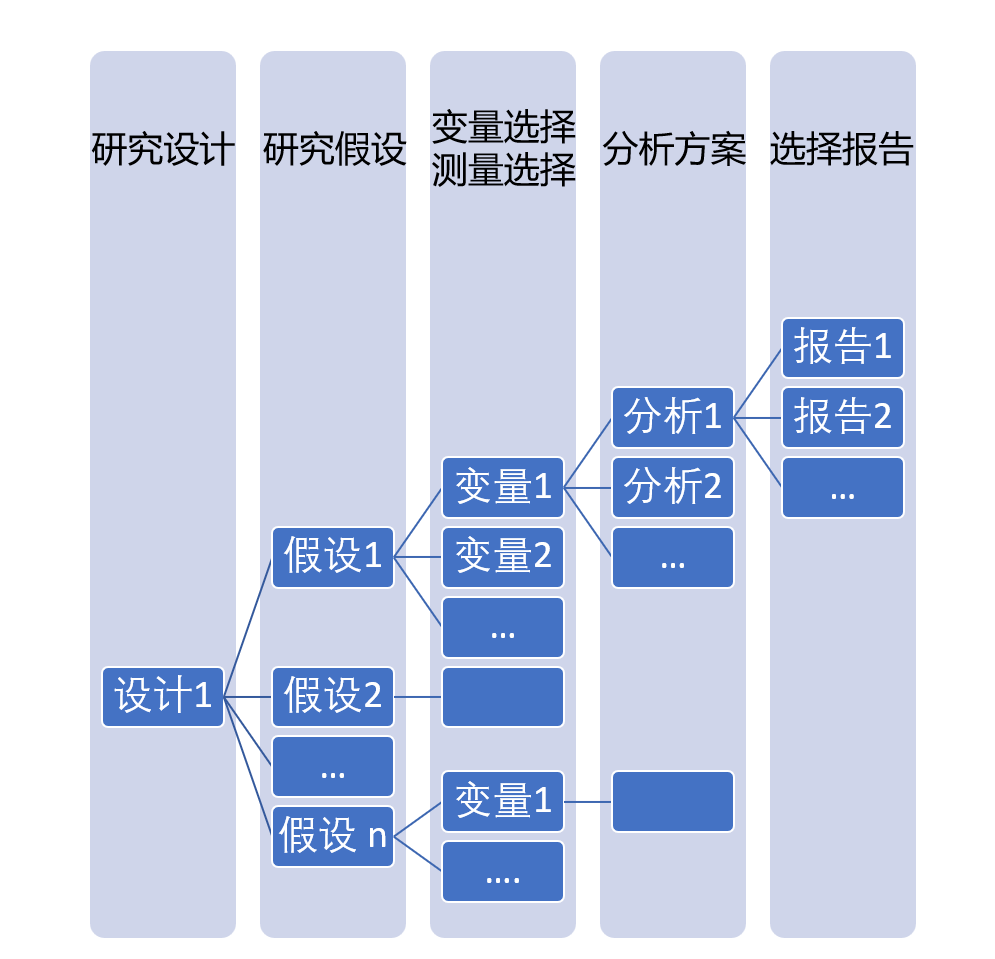 研究设计
研究假设
变量选择
测量选择
分析方案
选择报告
报告1
分析1
报告2
变量1
分析2
...
假设1
变量2
...
...
设计1
假设2
...
变量1
假设 n
....